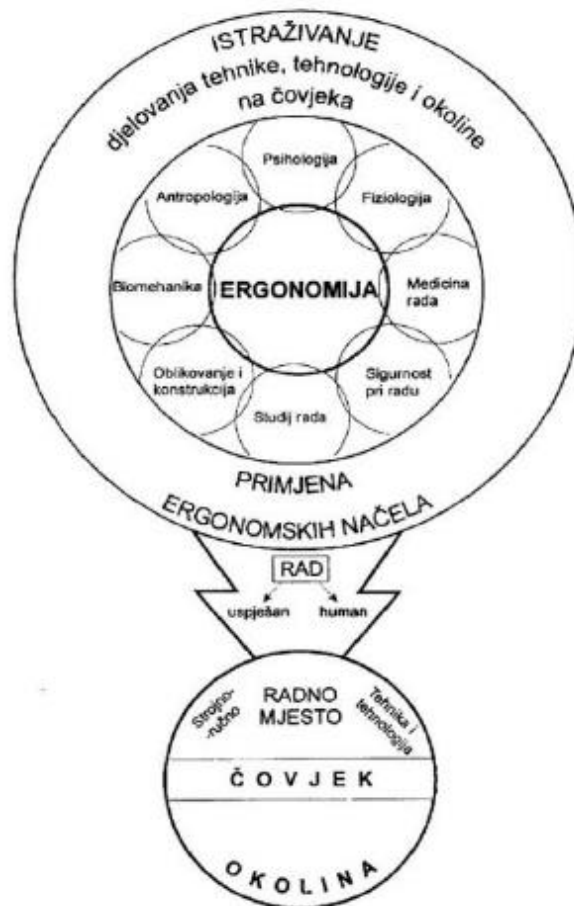 ISTRAŽIVANJE
djelovanja tehnike, tehnologije i okoline
na čovjeka
Psihologija
Antropologija
Fiziologija
Biomehanika
ERGONOMIJA
Medicina
rada
Oblikovanje i
konstrukcija
Sigurnost
pri radu
Studij rada
PRIMJENA
ERGONOMSKIH NAČELA
RAD
uspješan
human
Strojno-
-ručno
RADNO
MJESTO
Tehnika i
tehnologija
ČOVJEK
OKOLINA